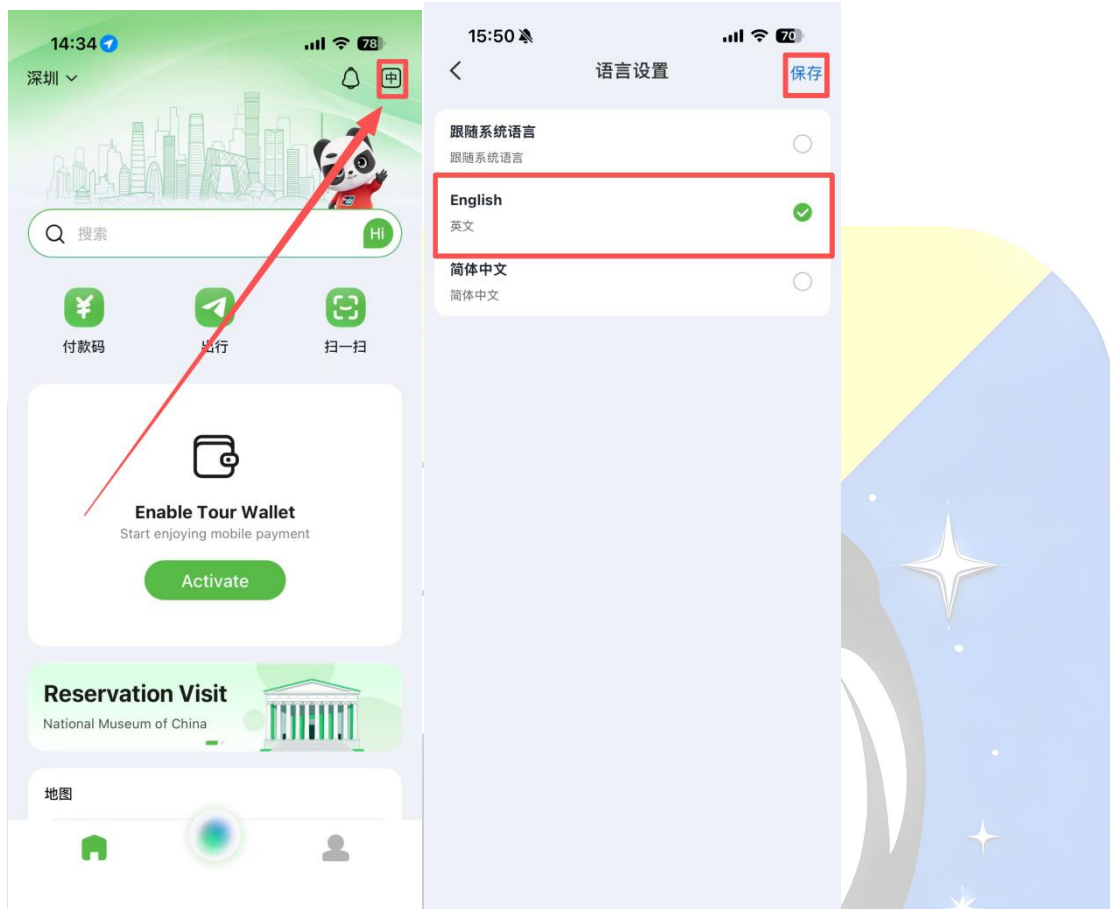 14:34
78
深圳
中
搜索
Hi
付款码
出行
扫一扫
Enable Tour Wallet
Start enjoying mobile payment
Activate
Reservation Visit
National Museum of China
地图
15:50
70
语言设置
保存
跟随系统语言
跟随系统语言
English
英文
简体中文
简体中文